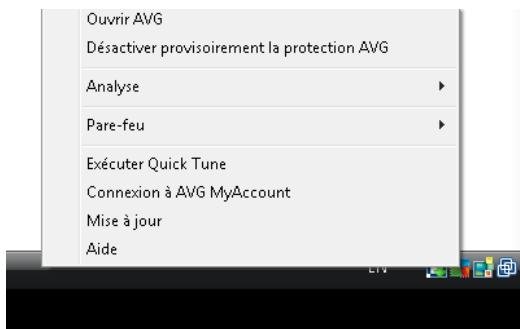 Ouvrir AVG
Désactiver provisoirement la protection AVG
Analyse
Pare-feu
Exécuter Quick Tune
Connexion à AVG MyAccount
Mise à jour
Aide
EN